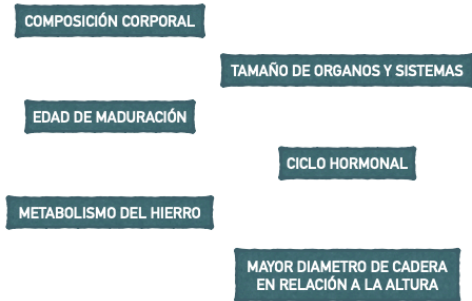 COMPOSICIÓN CORPORAL
TAMAÑO DE ORGANOS Y SISTEMAS
EDAD DE MADURACIÓN
CICLO HORMONAL
METABOLISMO DEL HIERRO
MAYOR DIAMETRO DE CADERA
EN RELACIÓN A LA ALTURA